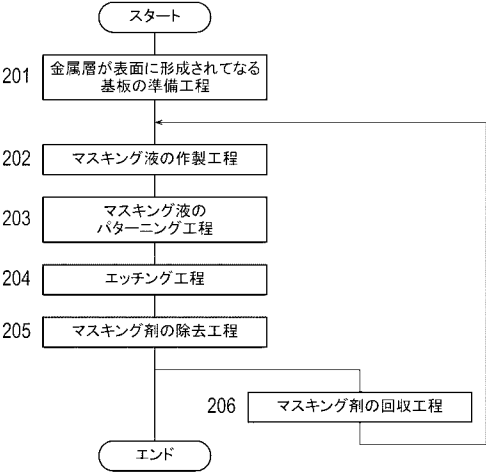 スタート
201
金属層が表面に形成されてなる
基板の準備工程
202
マスキング液の作製工程
203
マスキング液の
パターニング工程
204
エッチング工程
205
マスキング剤の除去工程
206
マスキング剤の回収工程
エンド